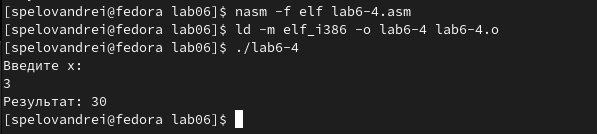 [spelovandrei@fedora lab06]$ nasm -f elf lab6-4.asm
[spelovandrei@fedora lab06]$ ld -m elf_i386 -o lab6-4 lab6-4.o
[spelovandrei@fedora lab06]$ ./lab6-4
Введите x:
3
Результат: 30
[spelovandrei@fedora lab06]$